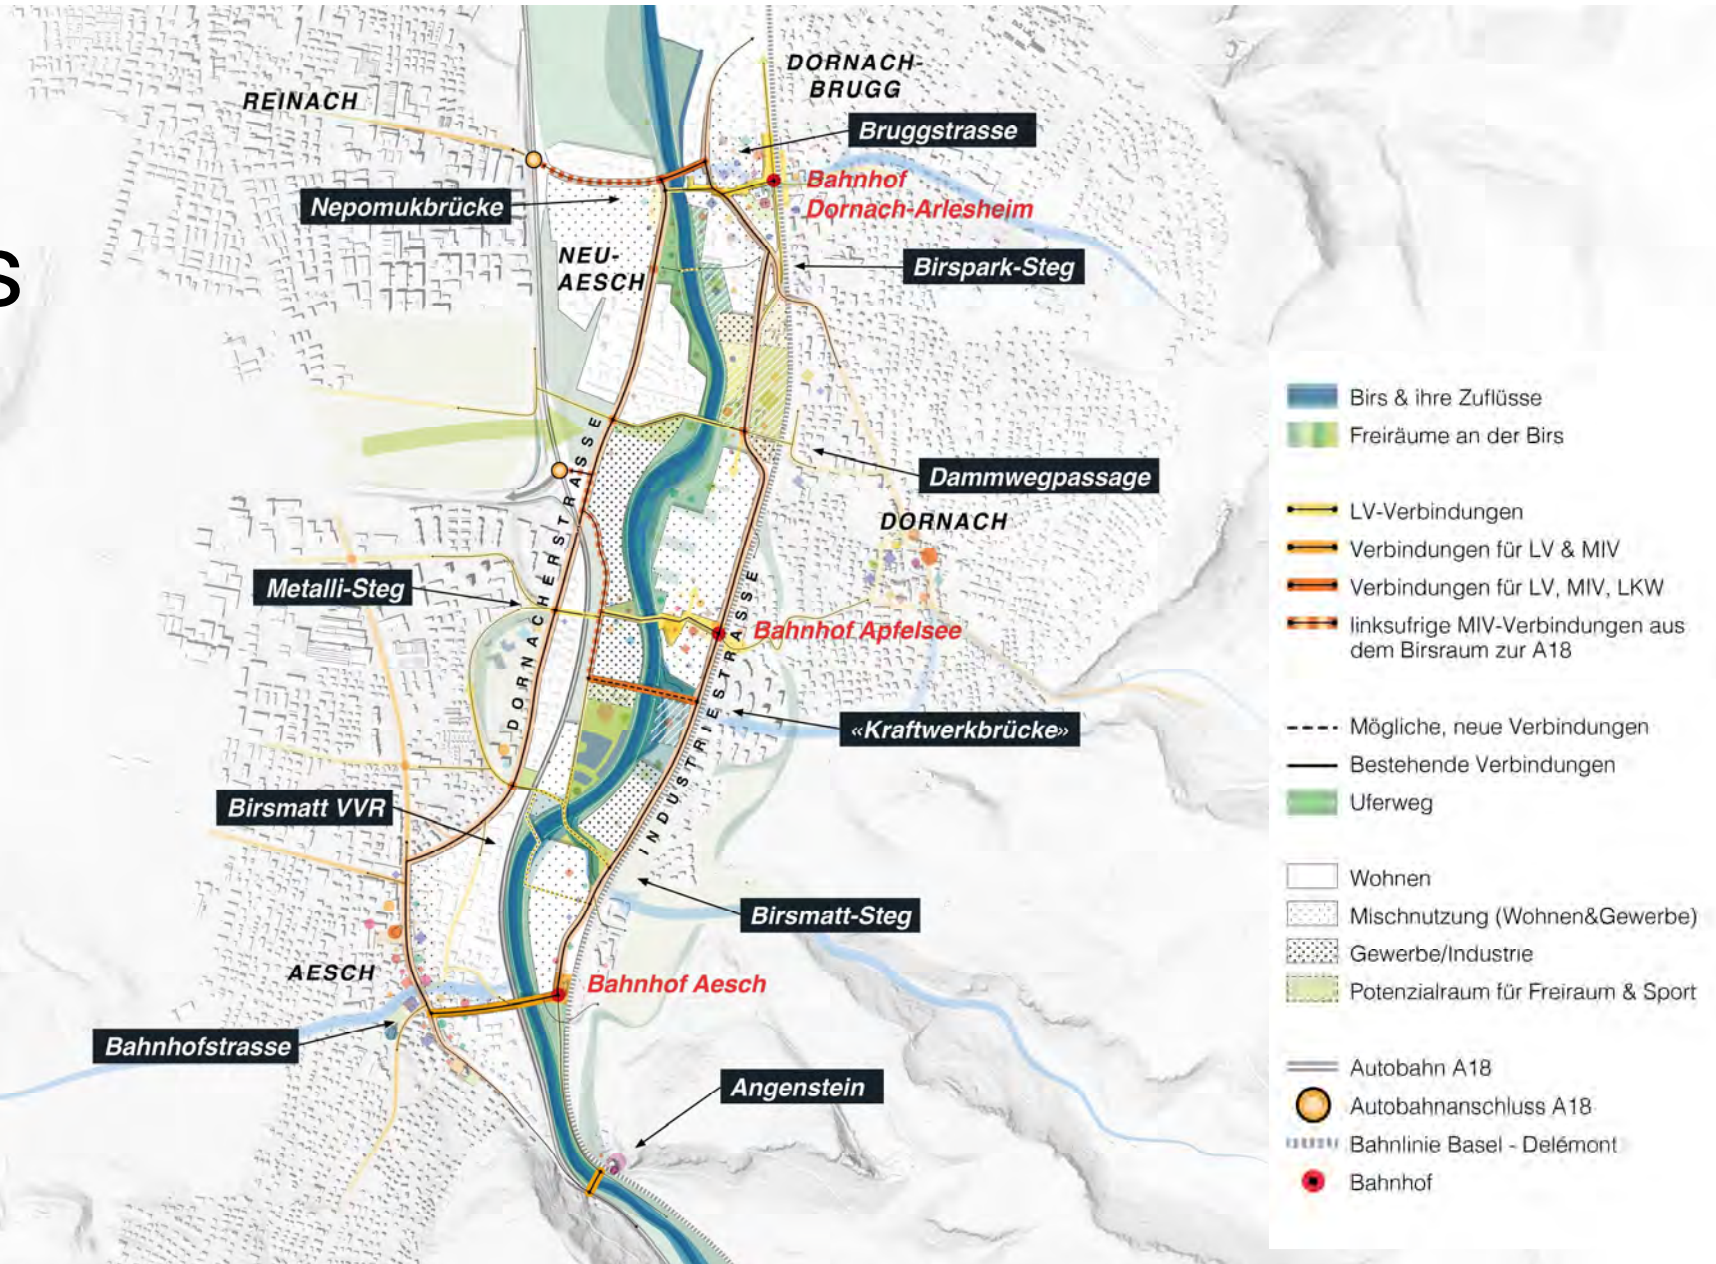 s
REINACH
DORNACH-
BRUGG
Bruggstrasse
Bahnhof
Dornach-Arlesheim
Nepomukbrücke
NEU-
AESCH
Birspark-Steg
Dammwegpassage
DORNACH
DORNACHERSTRASSE
Metalli-Steg
Bahnhof Apfelsee
INDUSTRIESTRASSE
«Kraftwerkbrücke»
Birsmatt VVR
Birsmatt-Steg
AESCH
Bahnhof Aesch
Bahnhofstrasse
Angenstein
Birs & ihre Zuflüsse
Freiräume an der Birs
LV-Verbindungen
Verbindungen für LV & MIV
Verbindungen für LV, MIV, LKW
linksufrige MIV-Verbindungen aus
dem Birsraum zur A18
Mögliche, neue Verbindungen
Bestehende Verbindungen
Uferweg
Wohnen
Mischnutzung (Wohnen&Gewerbe)
Gewerbe/Industrie
Potenzialraum für Freiraum & Sport
Autobahn A18
Autobahnanschluss A18
Bahnlinie Basel - Delémont
Bahnhof